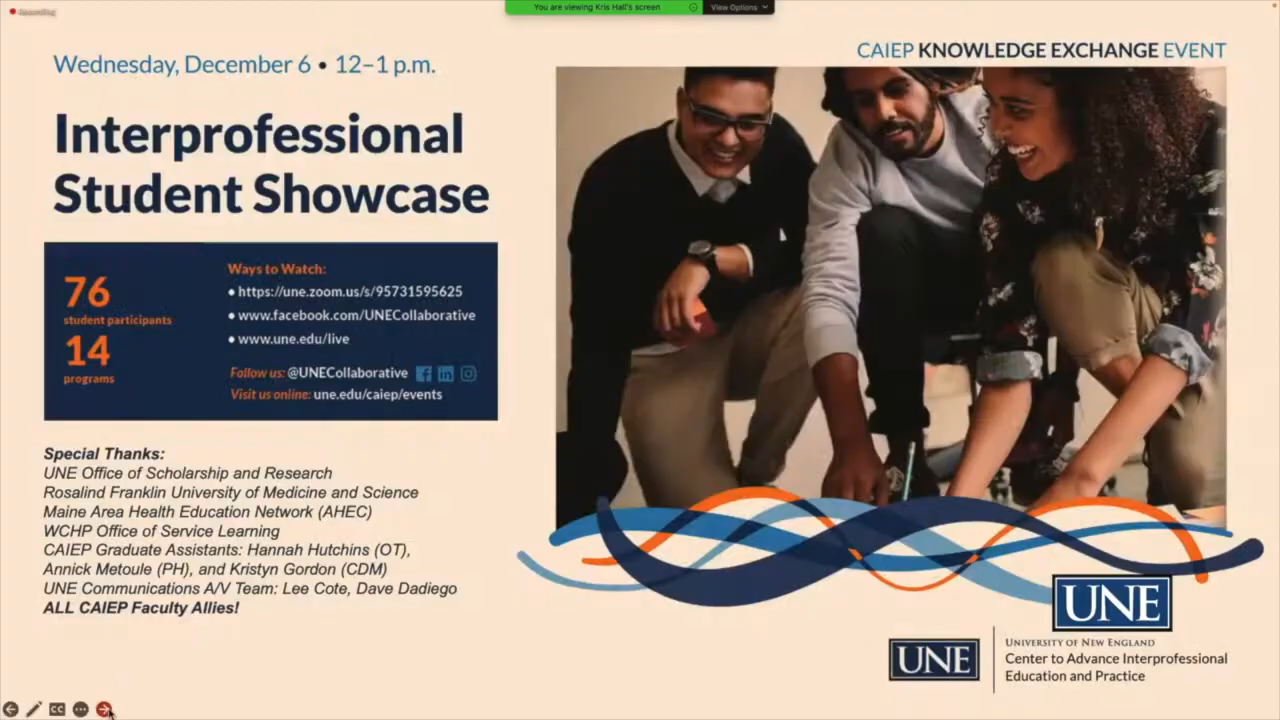 Recording
You are viewing Kris Hall's screen
View Options
Wednesday, December 6 • 12–1 p.m.
CAIEP KNOWLEDGE EXCHANGE EVENT
Interprofessional
Student Showcase
76
student participants
14
programs
Ways to Watch:
• https://une.zoom.us/s/95731595625
• www.facebook.com/UNECollaborative
• www.une.edu/live
Follow us: @UNECollaborative
Visit us online: une.edu/caiep/events
Special Thanks:
UNE Office of Scholarship and Research
Rosalind Franklin University of Medicine and Science
Maine Area Health Education Network (AHEC)
WCHP Office of Service Learning
CAIEP Graduate Assistants: Hannah Hutchins (OT),
Annick Metoule (PH), and Kristyn Gordon (CDM)
UNE Communications A/V Team: Lee Cote, Dave Dadiego
ALL CAIEP Faculty Allies!
UNE
UNE
UNIVERSITY OF NEW ENGLAND
Center to Advance Interprofessional
Education and Practice
CC